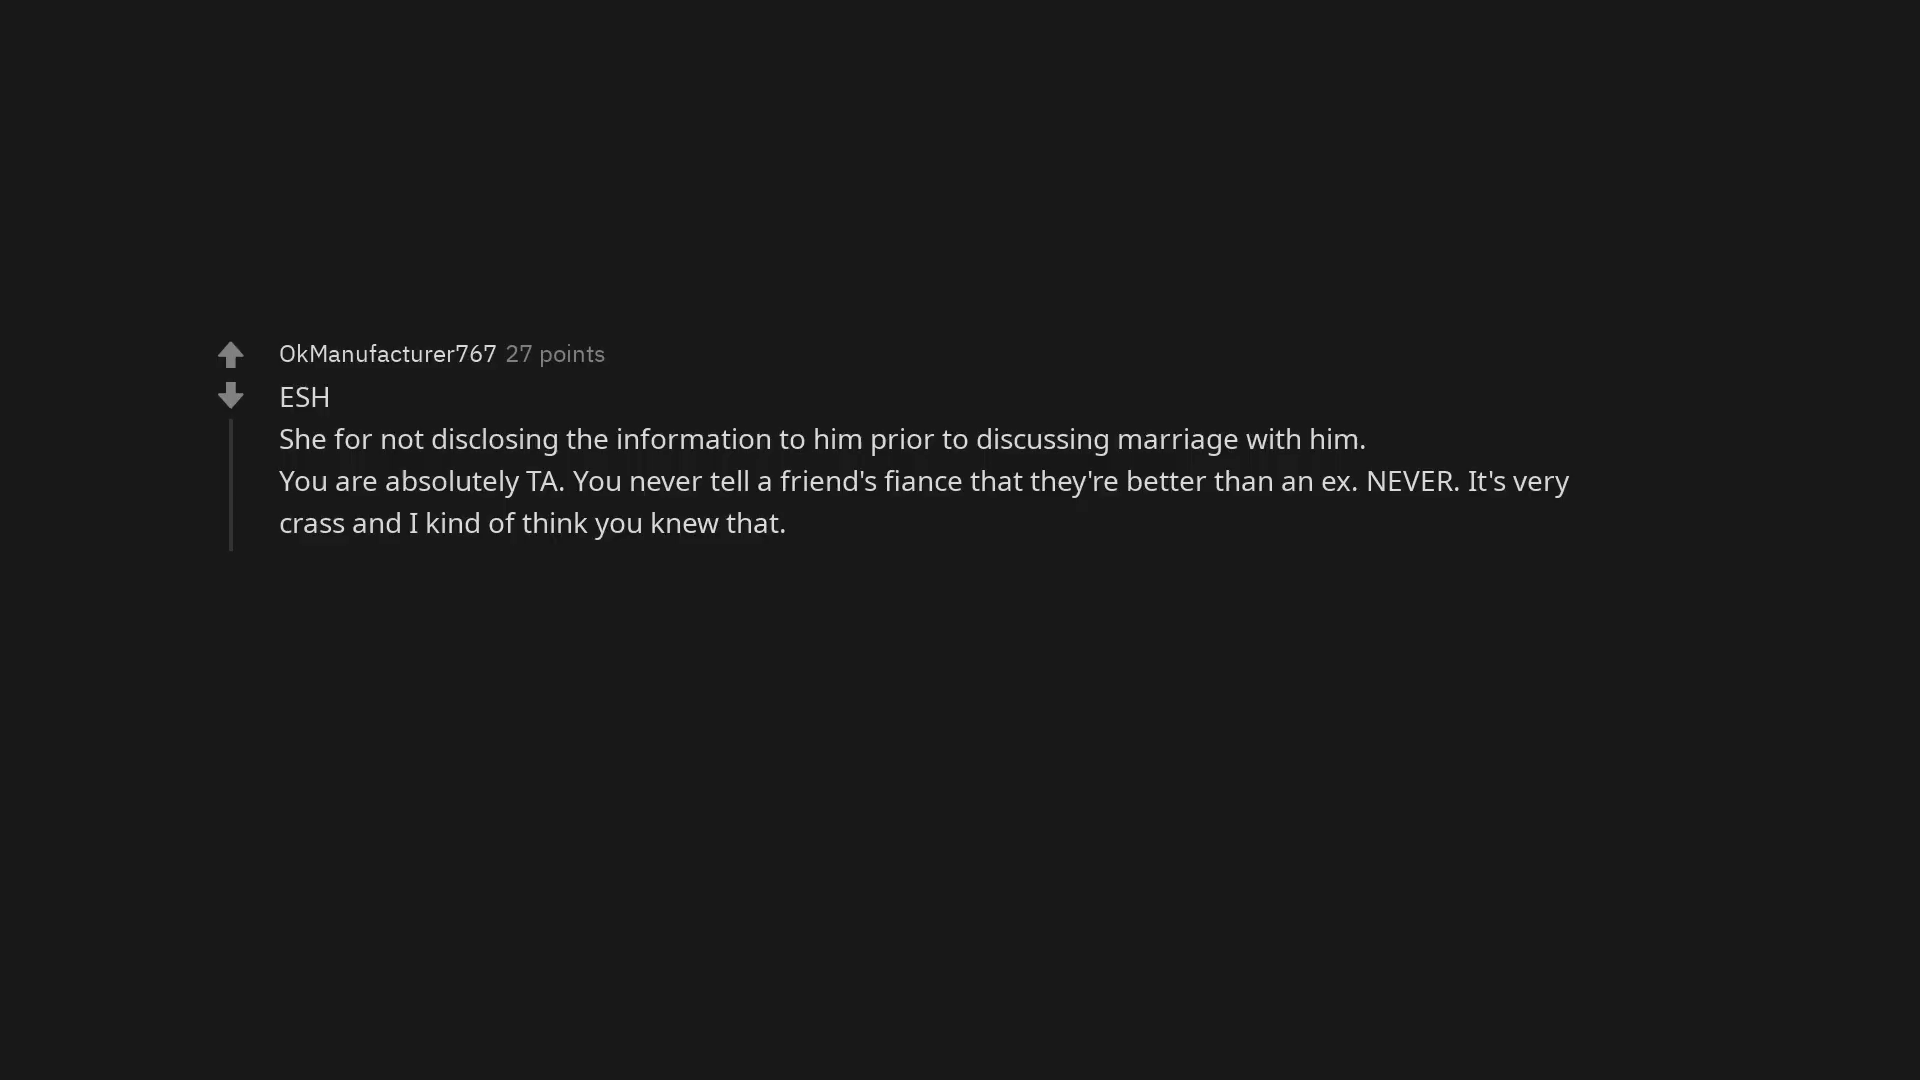 OkManufacturer767 27 points
ESH
She for not disclosing the information to him prior to discussing marriage with him.
You are absolutely TA. You never tell a friend's fiance that they're better than an ex. NEVER. It's very
crass and I kind of think you knew that.